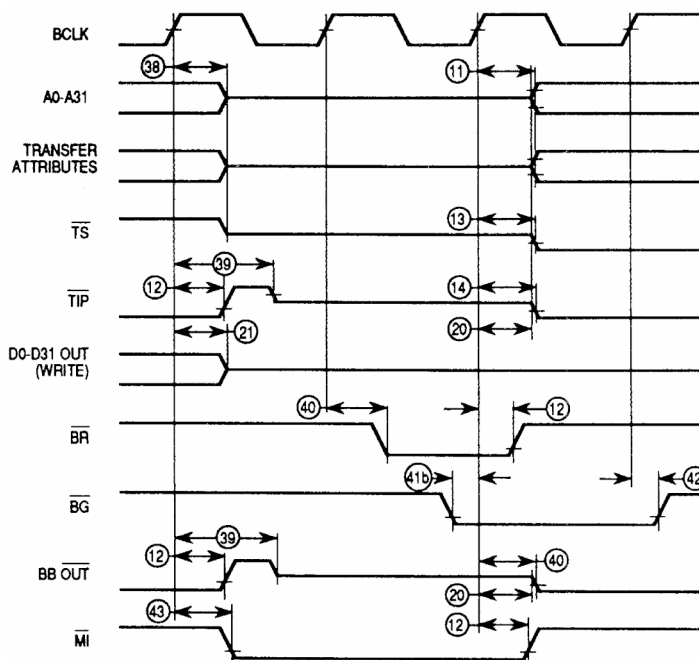 BCLK
38
11
A0-A31
TRANSFER
ATTRIBUTES
TS
13
39
12
14
TIP
21
20
D0-D31 OUT
(WRITE)
40
12
BR
41b
42
BG
39
12
40
BB OUT
43
20
12
MI